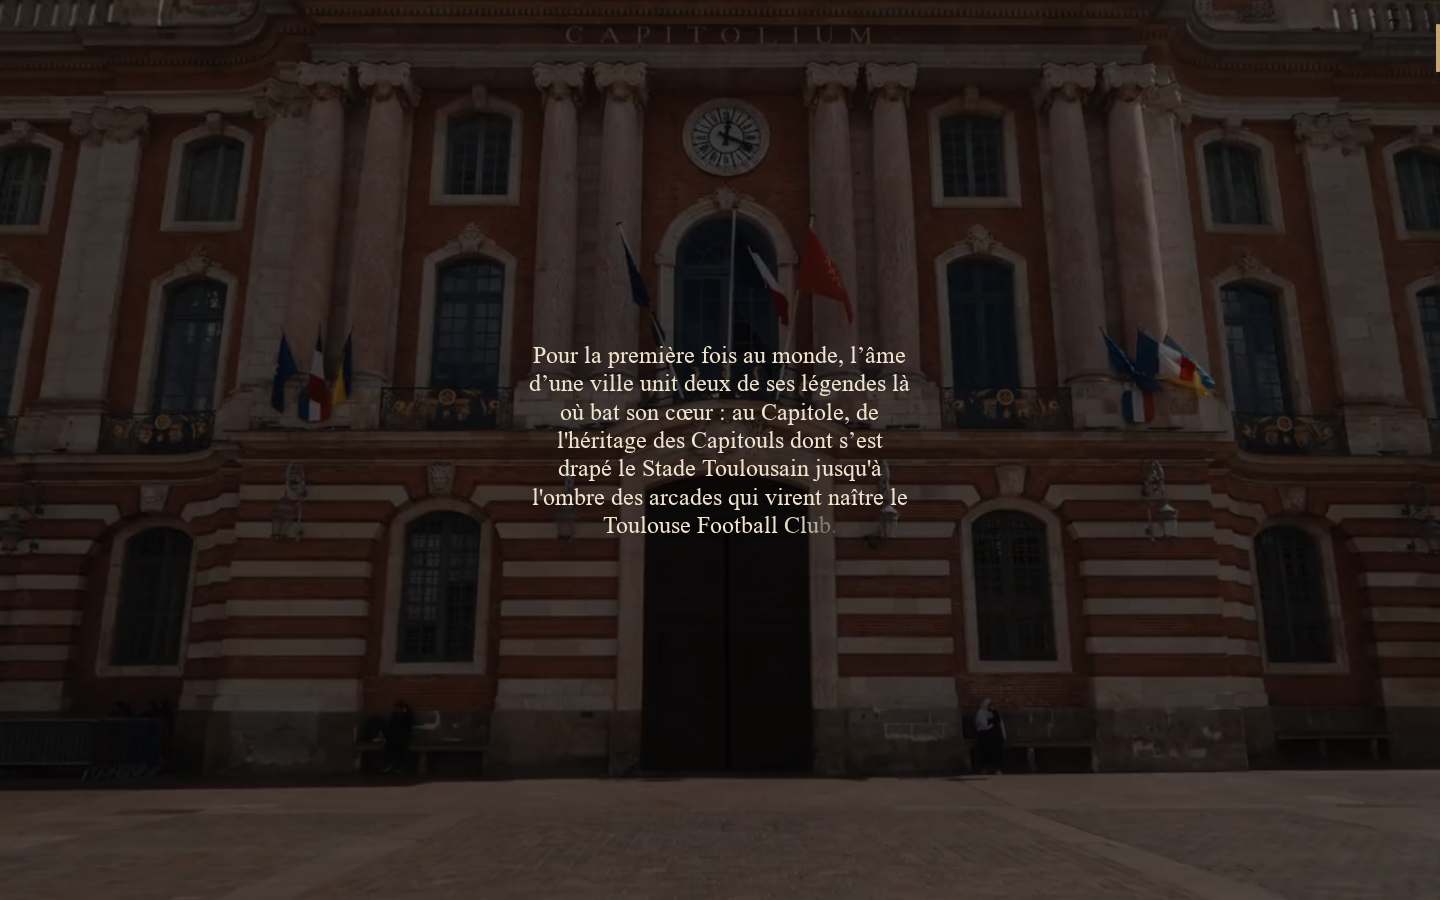 CAPITOLIUM
Pour la première fois au monde, l’âme
d’une ville unit deux de ses légendes là
où bat son cœur : au Capitole, de
l'héritage des Capitouls dont s’est
drapé le Stade Toulousain jusqu'à
l'ombre des arcades qui virent naître le
Toulouse Football Club.